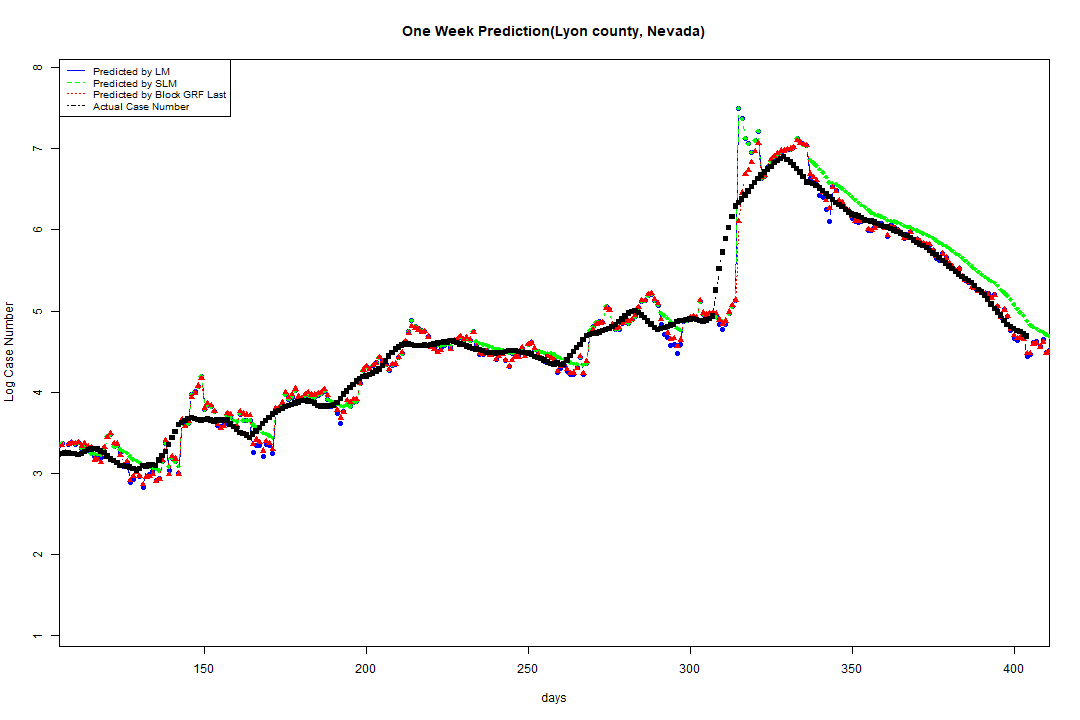 One Week Prediction(Lyon county, Nevada)
Predicted by LM
Predicted by SLM
Predicted by Block GRF Last
Actual Case Number
8
7
6
5
4
3
2
1
Log Case Number
150 200 250 300 350 400
days